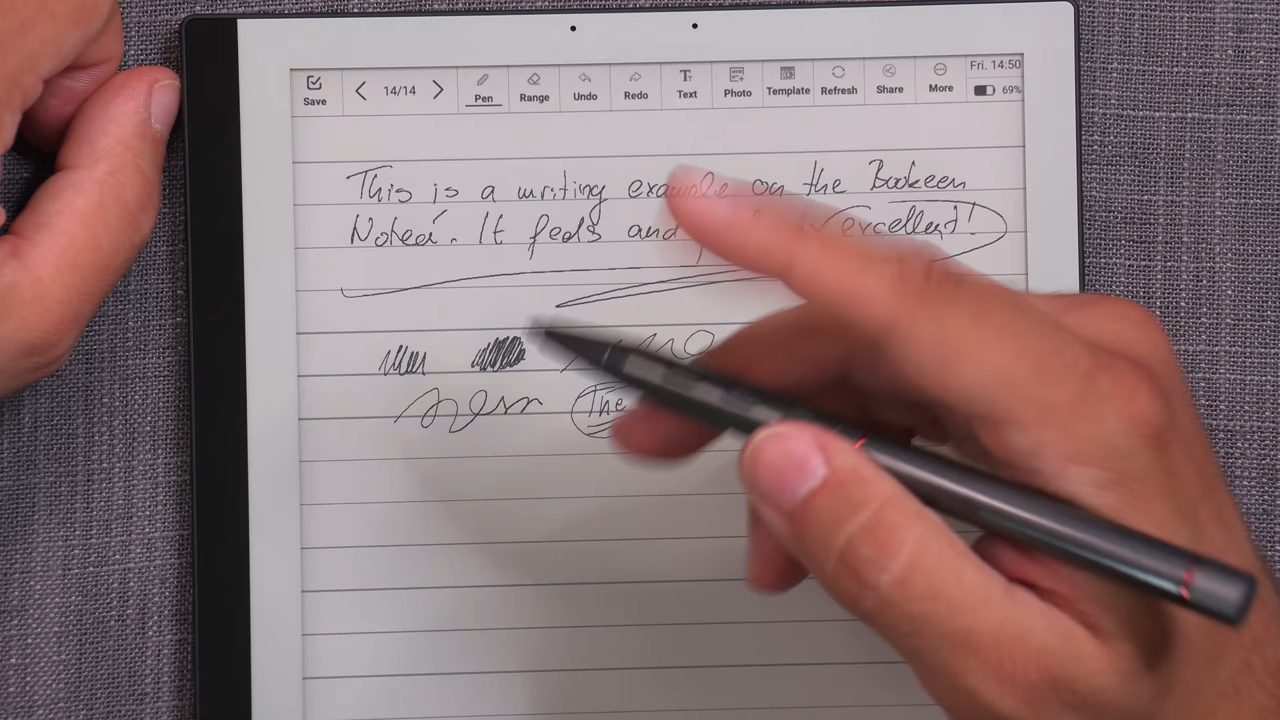 Save 14/14 Pen Range Undo Redo Text Photo Template Refresh Share More Fri. 14:50
69%
This is a writing example on the Bookeen
Noteá. It feels and excellent!
The